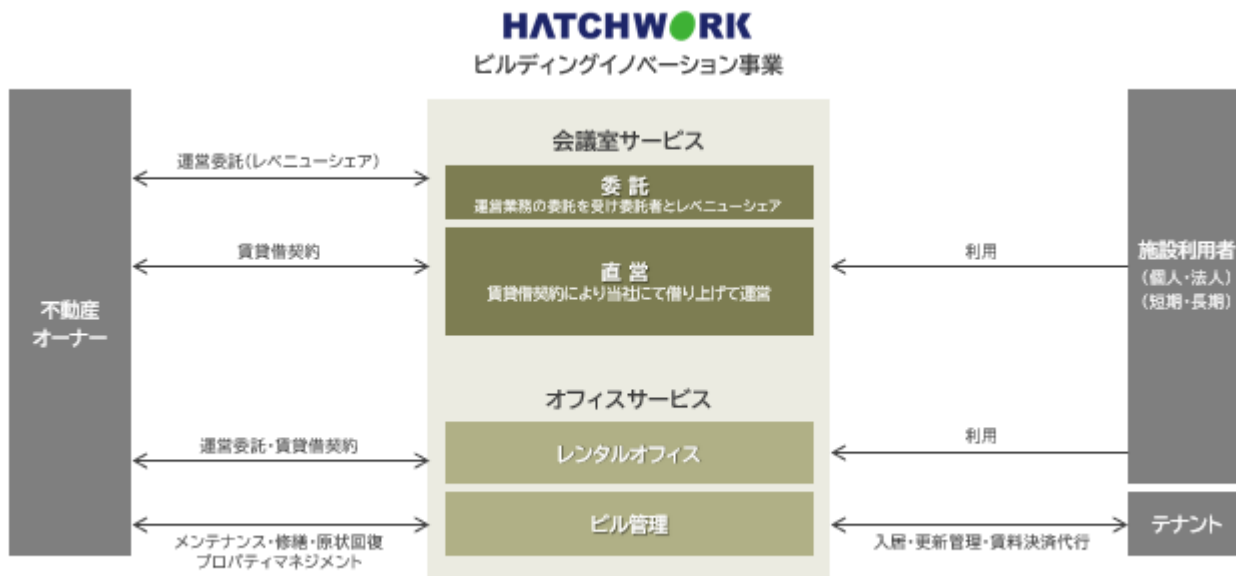 HATCHWORK
ビルディングイノベーション事業
不動産
オーナー
運営委託(レベニューシェア)
賃貸借契約
運営委託・賃貸借契約
メンテナンス・修繕・原状回復
プロパティマネジメント
会議室サービス
委 託
運営業務の委託を受け委託者とレベニューシェア
直 営
賃貸借契約により当社にて借り上げて運営
オフィスサービス
レンタルオフィス
ビル管理
利用
利用
入居・更新管理・賃料決済代行
施設利用者
(個人・法人)
(短期・長期)
テナント